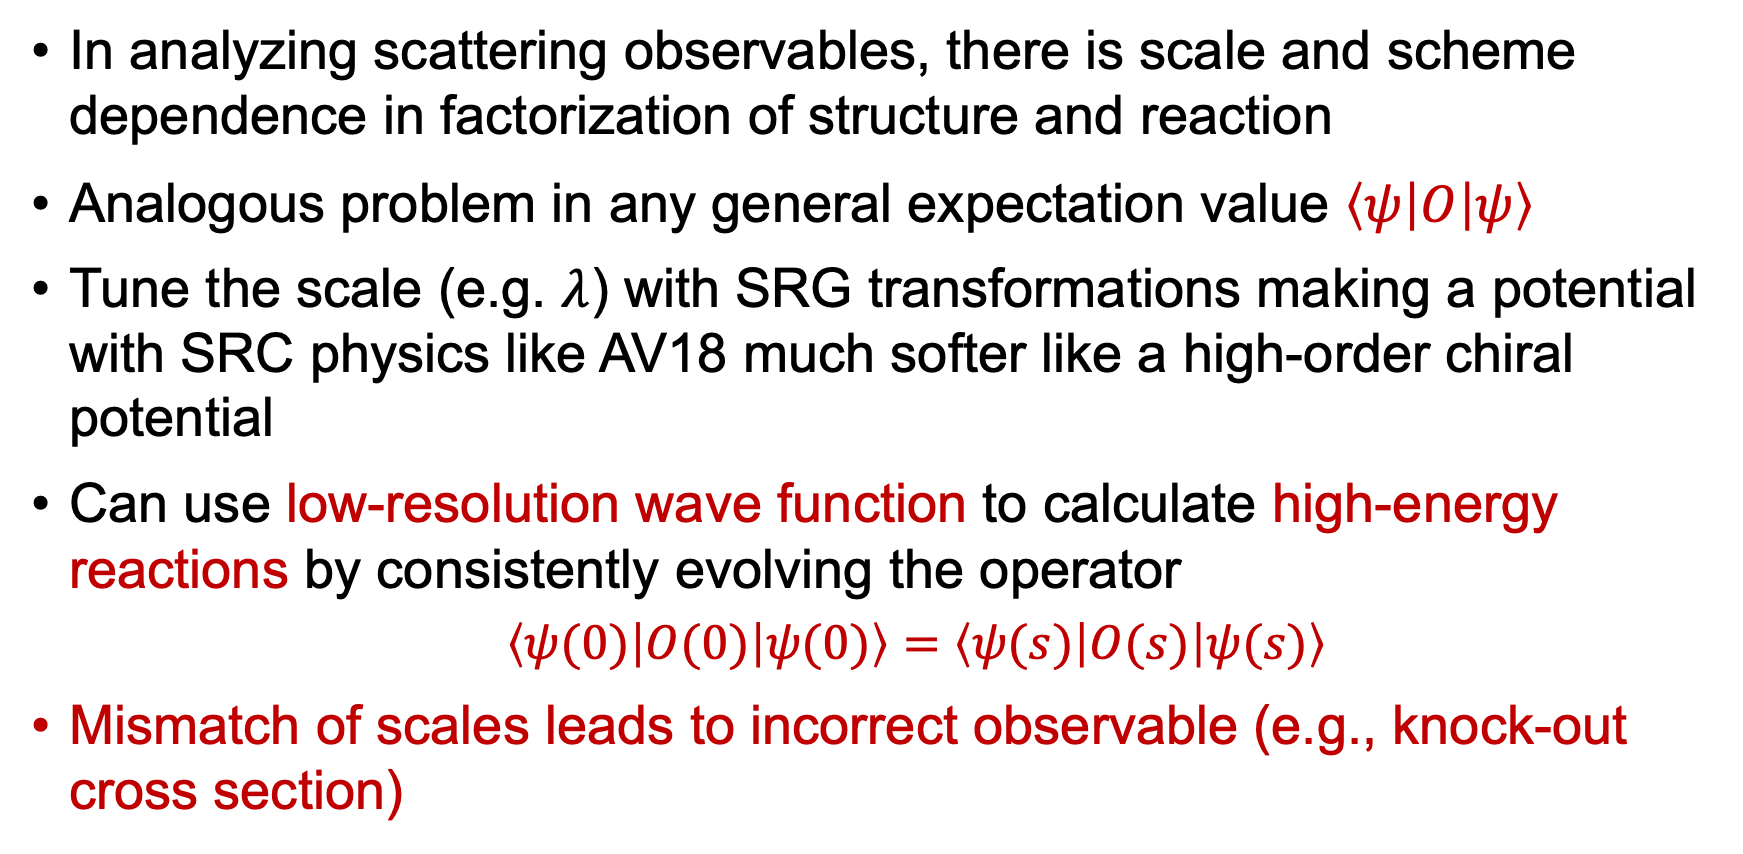 • In analyzing scattering observables, there is scale and scheme
dependence in factorization of structure and reaction
• Analogous problem in any general expectation value ⟨ψ|O|ψ⟩
• Tune the scale (e.g. λ) with SRG transformations making a potential
with SRC physics like AV18 much softer like a high-order chiral
potential
• Can use low-resolution wave function to calculate high-energy
reactions by consistently evolving the operator
⟨ψ(0)|O(0)|ψ(0)⟩ = ⟨ψ(s)|O(s)|ψ(s)⟩
• Mismatch of scales leads to incorrect observable (e.g., knock-out
cross section)